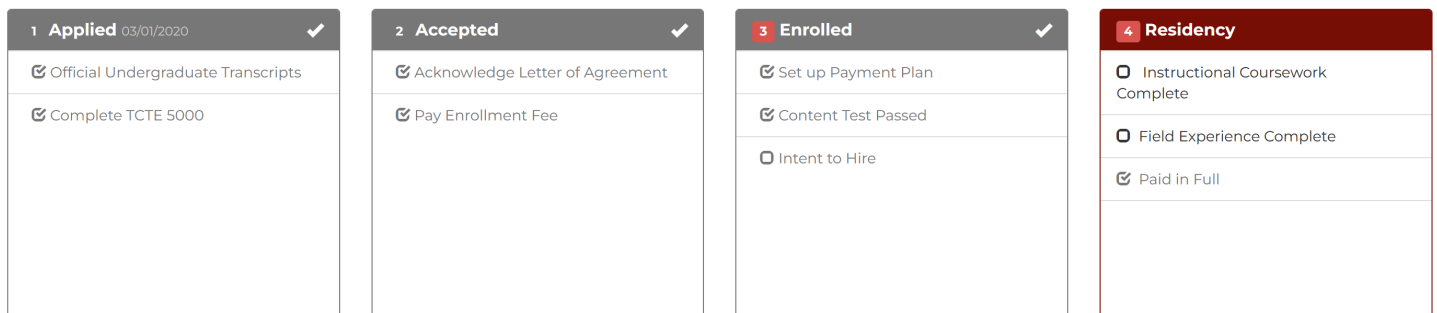 1 Applied 03/01/2020
Official Undergraduate Transcripts
Complete TCTE 5000
2 Accepted
Acknowledge Letter of Agreement
Pay Enrollment Fee
3 Enrolled
Set up Payment Plan
Content Test Passed
Intent to Hire
4 Residency
Instructional Coursework
Complete
Field Experience Complete
Paid in Full